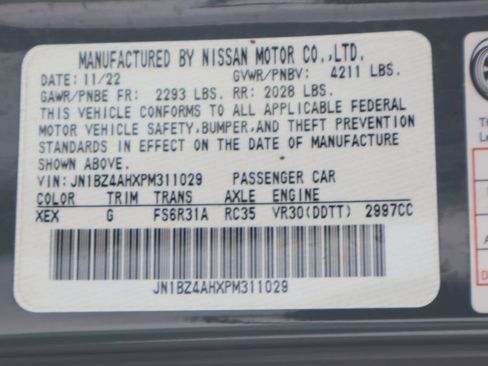 MANUFACTURED BY NISSAN MOTOR CO.,LTD.
DATE: 11/22 GVWR/PNBV: 4211 LBS.
GAWR/PNBE FR: 2293 LBS. RR: 2028 LBS.
THIS VEHICLE CONFORMS TO ALL APPLICABLE FEDERAL
MOTOR VEHICLE SAFETY,BUMPER,AND THEFT PREVENTION
STANDARDS IN EFFECT ON THE DATE OF MANUFACTURE
SHOWN ABOVE.
VIN: JN1BZ4AHXPM311029 PASSENGER CAR
COLOR TRIM TRANS AXLE ENGINE
XEX G FS6R31A RC35 VR30(DDTT) 2997CC
JN1BZ4AHXPM311029